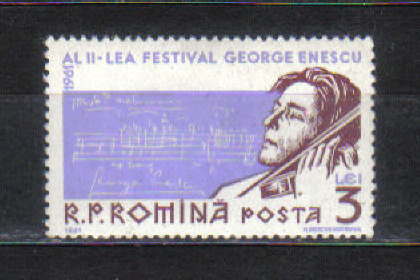 AL II-LEA FESTIVAL GEORGE ENESCU
1961
LEI
R.P.ROMÎNĂ POSTA 3
1961